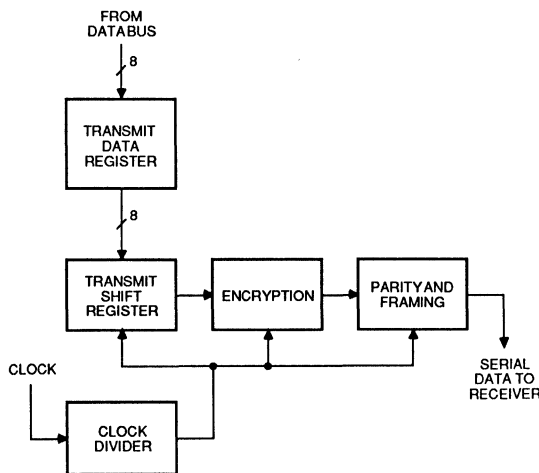 FROM
DATABUS
8
TRANSMIT
DATA
REGISTER
8
TRANSMIT
SHIFT
REGISTER
ENCRYPTION
PARITY AND
FRAMING
SERIAL
DATA TO
RECEIVER
CLOCK
CLOCK
DIVIDER